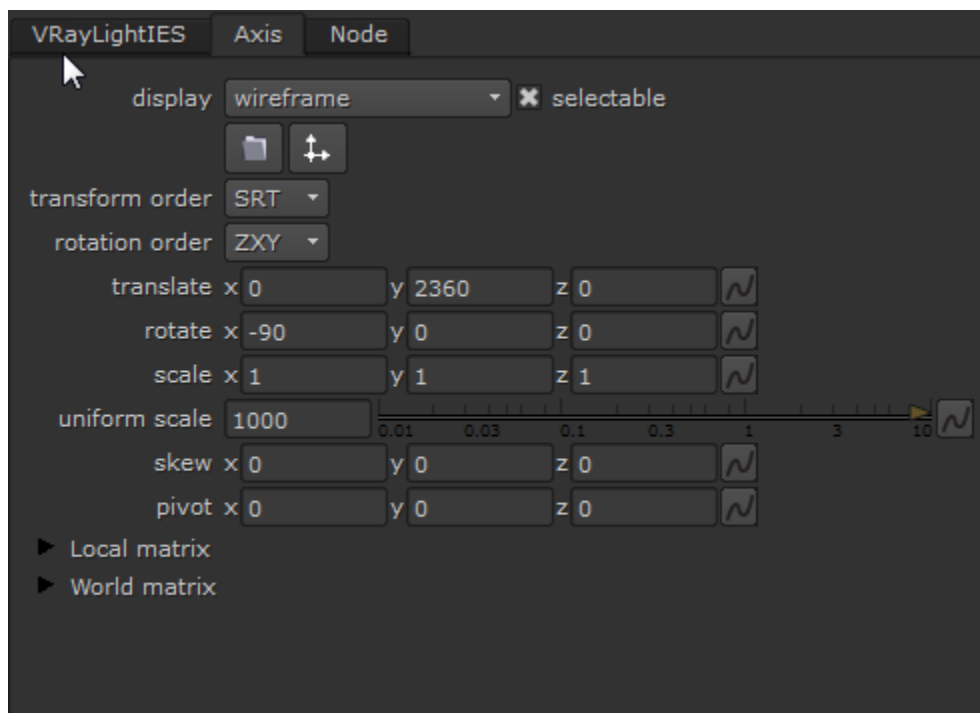 VRayLightIES Axis Node
display wireframe selectable
transform order SRT
rotation order ZXY
translate x 0 y 2360 z 0
rotate x -90 y 0 z 0
scale x 1 y 1 z 1
uniform scale 1000 0.01 0.03 0.1 0.3 1 3 10
skew x 0 y 0 z 0
pivot x 0 y 0 z 0
Local matrix
World matrix